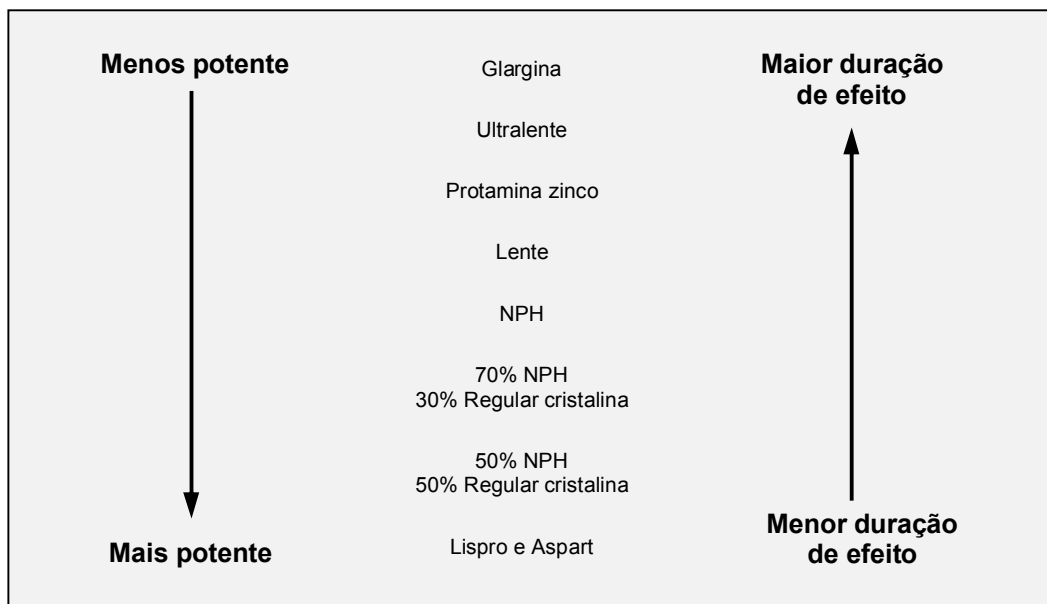 Menos potente
Glargina
Maior duração
de efeito
Ultralente
Protamina zinco
Lente
NPH
70% NPH
30% Regular cristalina
50% NPH
50% Regular cristalina
Mais potente
Lispro e Aspart
Menor duração
de efeito